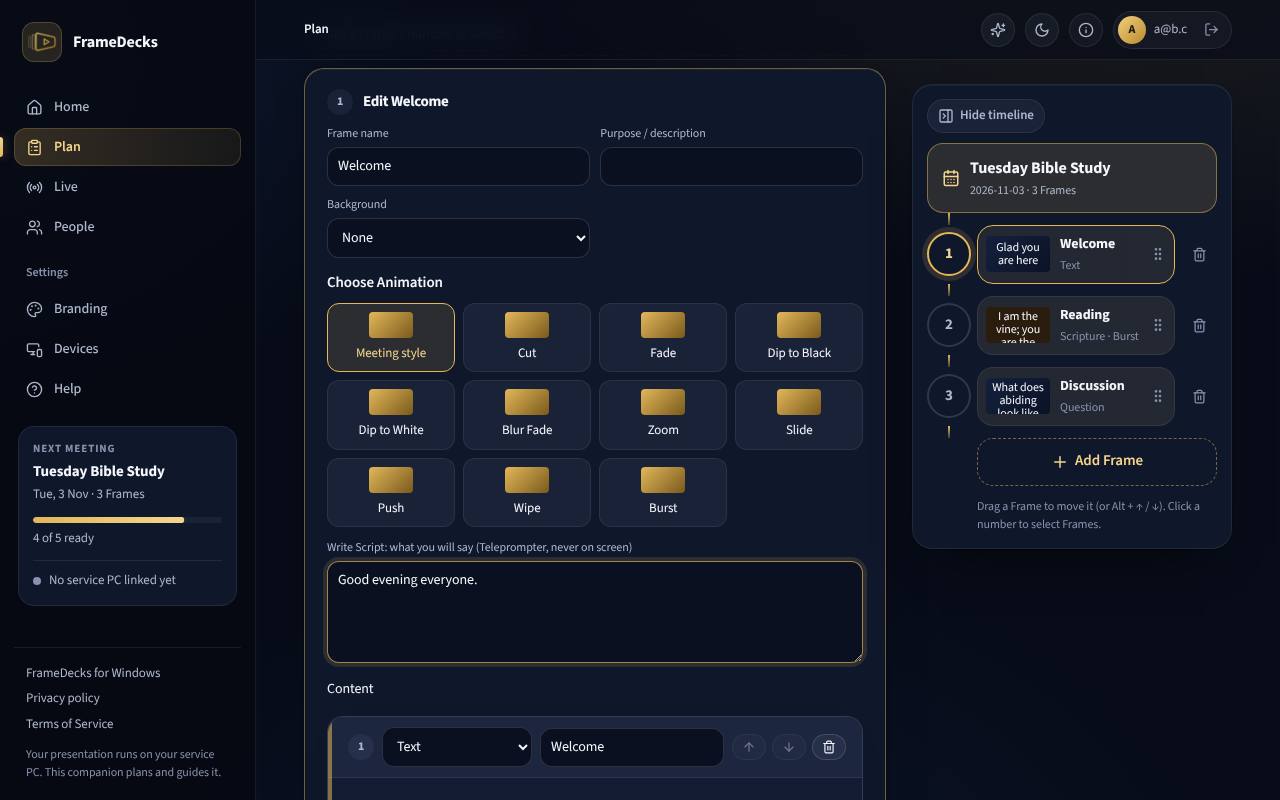 FrameDecks
Home
Plan
Live
People
Settings
Branding
Devices
Help
NEXT MEETING
Tuesday Bible Study
Tue, 3 Nov · 3 Frames
4 of 5 ready
No service PC linked yet
FrameDecks for Windows
Privacy policy
Terms of Service
Your presentation runs on your service
PC. This companion plans and guides it.
Plan
A a@b.c
1 Edit Welcome
Frame name
Purpose / description
Welcome
Background
None
Choose Animation
Meeting style
Cut
Fade
Dip to Black
Dip to White
Blur Fade
Zoom
Slide
Push
Wipe
Burst
Write Script: what you will say (Teleprompter, never on screen)
Good evening everyone.
Content
1 Text Welcome
Hide timeline
Tuesday Bible Study
2026-11-03 · 3 Frames
1
Glad you
are here
Welcome
Text
2
I am the
vine; you
are the
Reading
Scripture · Burst
3
What does
abiding
look like
Discussion
Question
+ Add Frame
Drag a Frame to move it (or Alt + ↑ / ↓). Click a
number to select Frames.